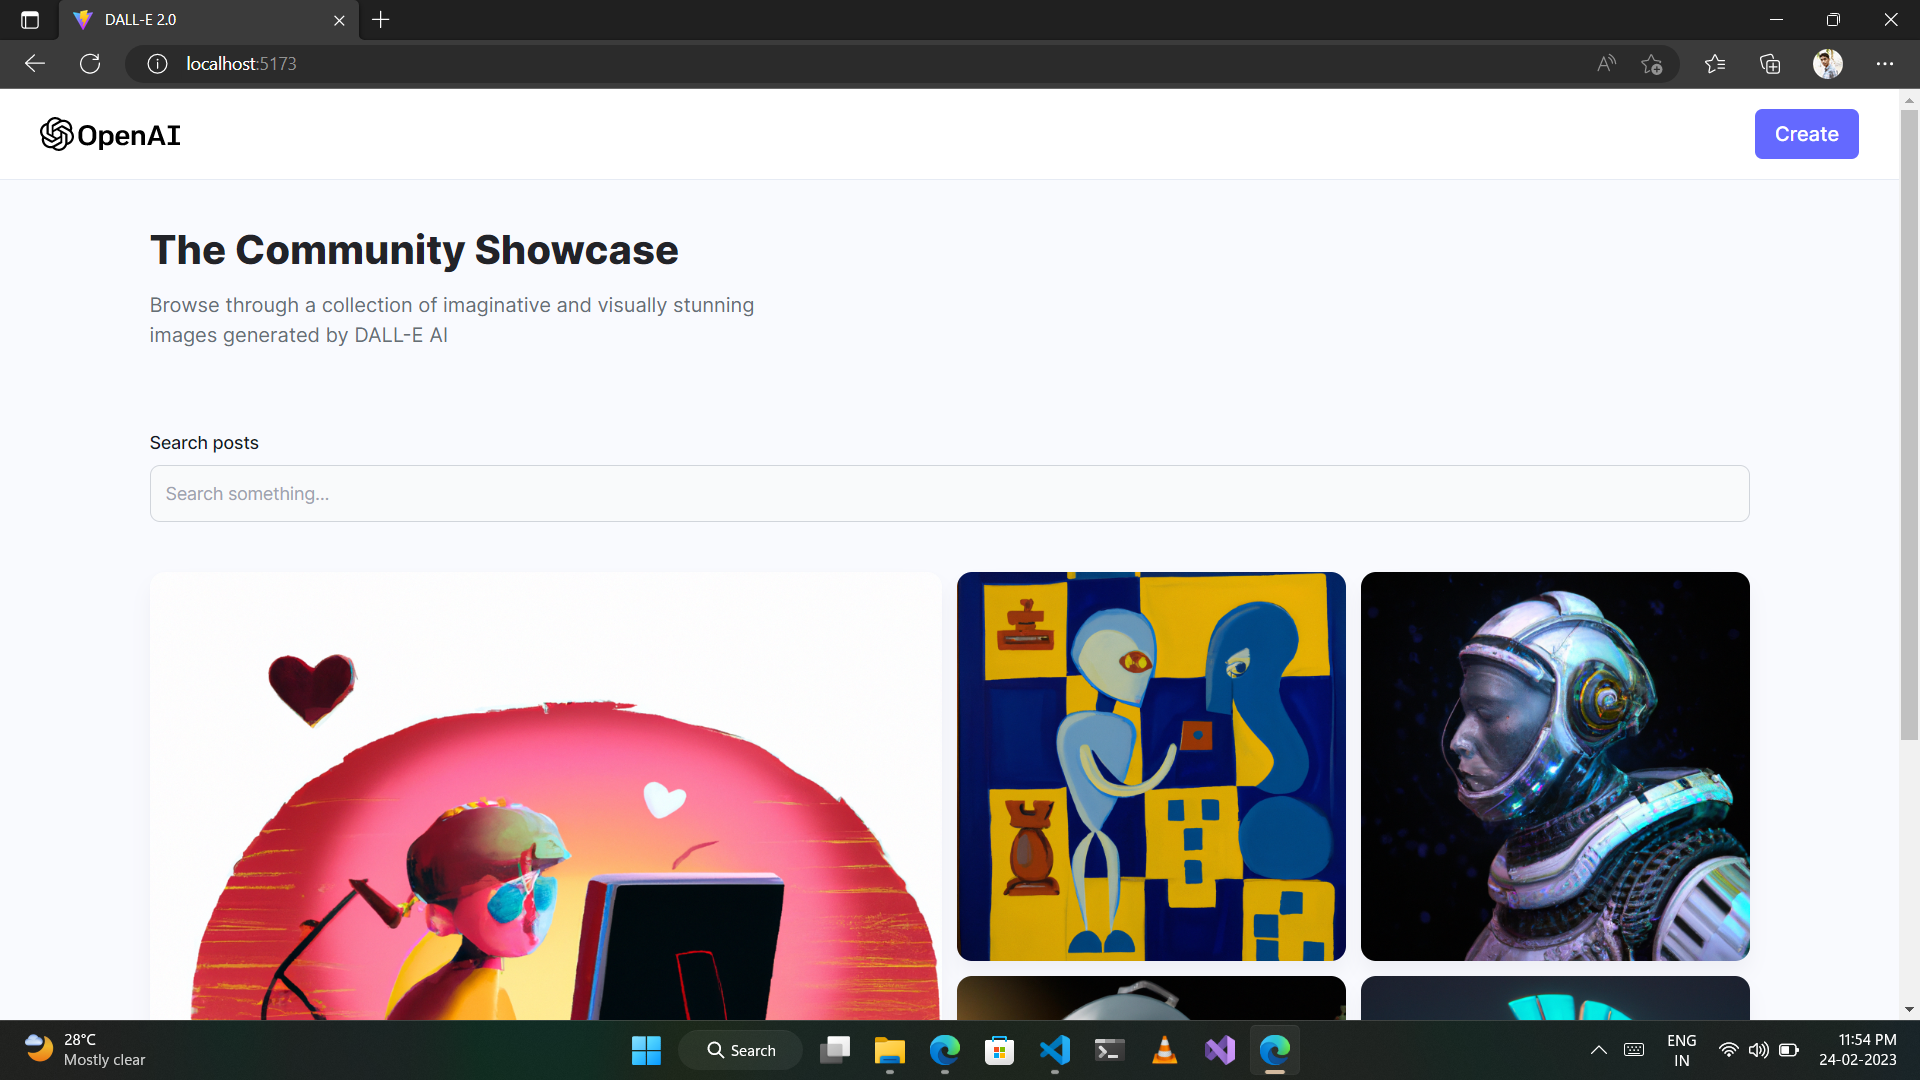 DALL-E 2.0
localhost:5173
OpenAI
Create
The Community Showcase
Browse through a collection of imaginative and visually stunning
images generated by DALL-E AI
Search posts
Search something...
28°C
Mostly clear
Search
ENG
IN
11:54 PM
24-02-2023